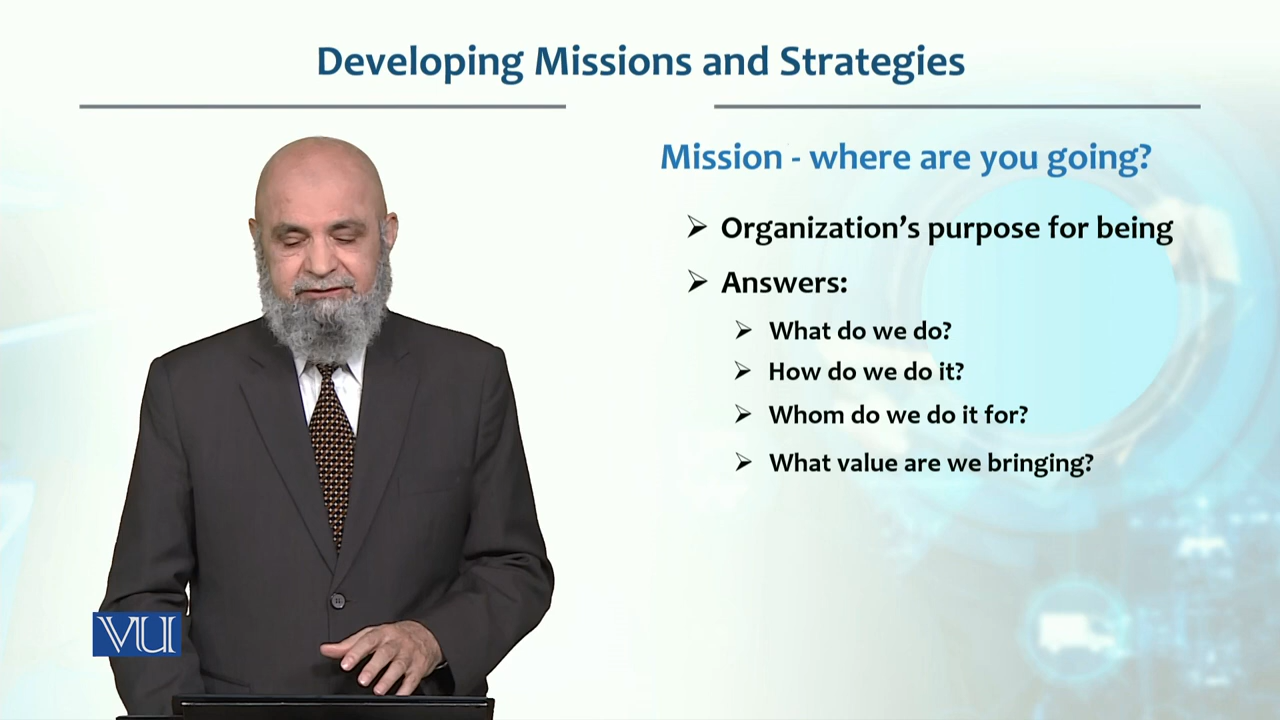 Developing Missions and Strategies
Mission - where are you going?
➢ Organization's purpose for being
➢ Answers:
➢ What do we do?
➢ How do we do it?
➢ Whom do we do it for?
➢ What value are we bringing?
VU